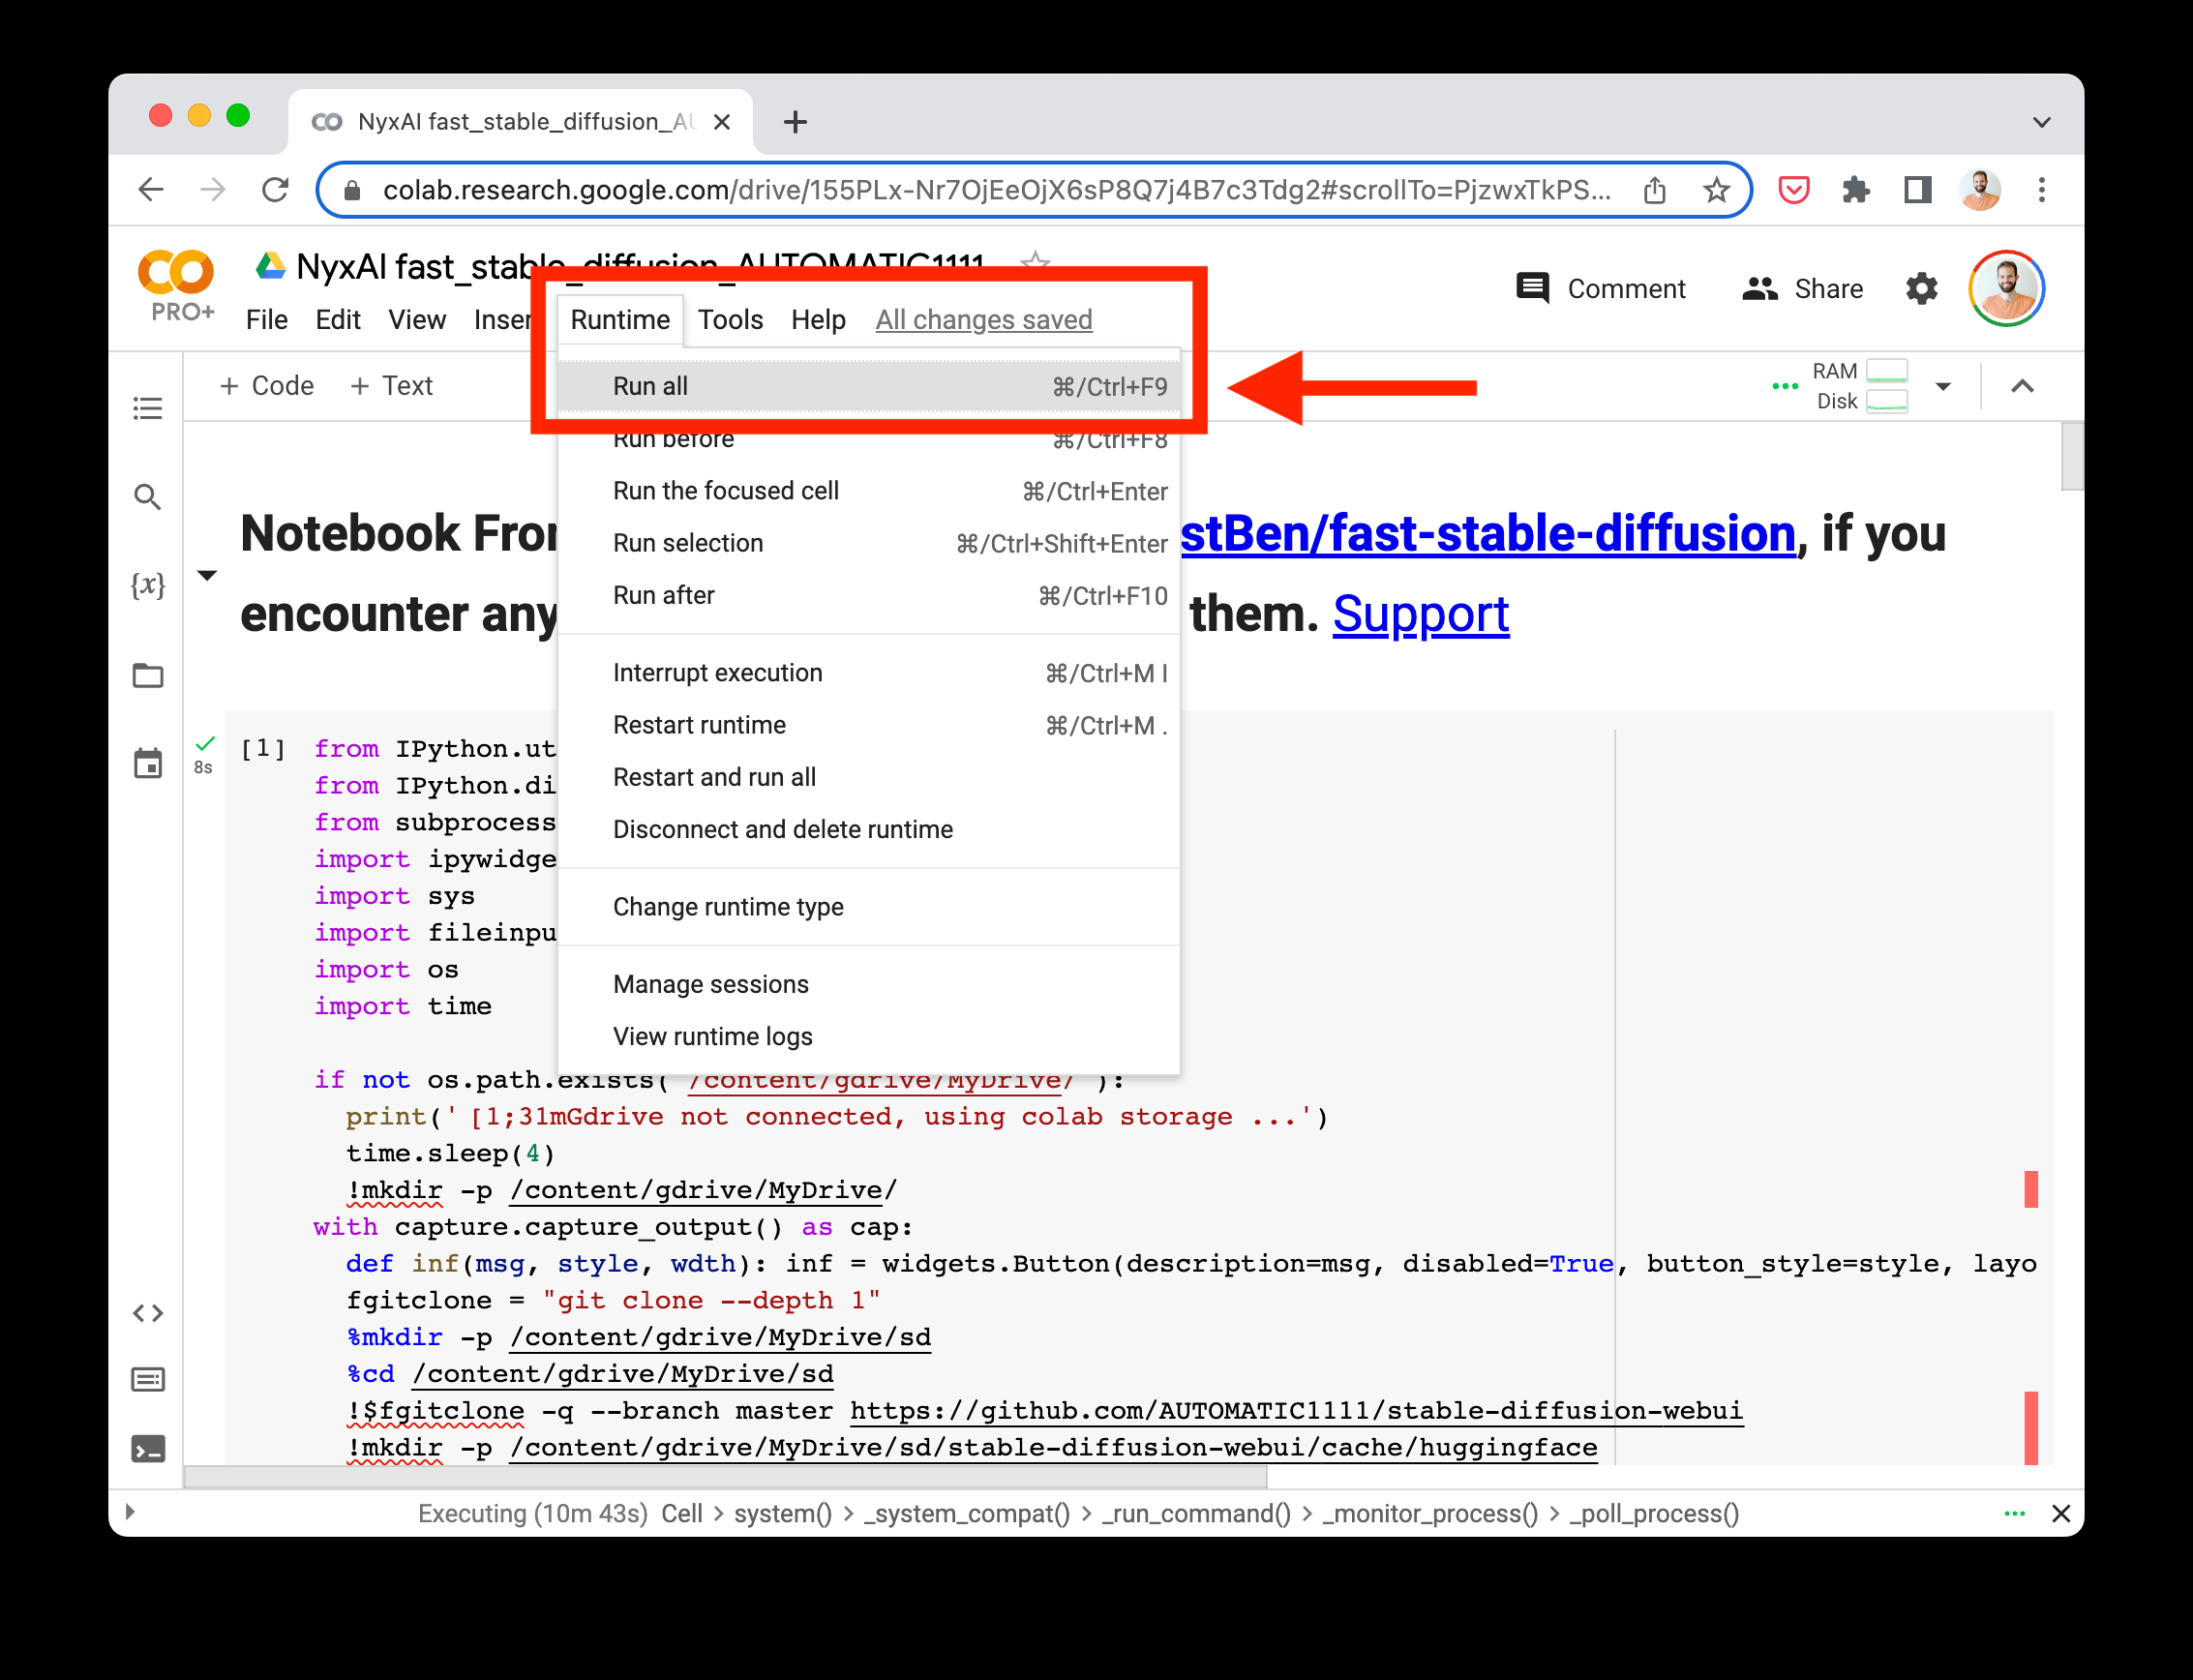 NyxAI fast_stable_diffusion_AU
colab.research.google.com/drive/155PLx-Nr7OjEeOjX6sP8Q7j4B7c3Tdg2#scrollTo=PjzwxTkPS...
NyxAI fast_stable_diffusion_AUTOMATIC1111
PRO+
File Edit View Inser Runtime Tools Help All changes saved
Comment Share
+ Code + Text
RAM
Disk
Run all ⌘/Ctrl+F9
Run before ⌘/Ctrl+F8
Run the focused cell ⌘/Ctrl+Enter
Run selection ⌘/Ctrl+Shift+Enter
Run after ⌘/Ctrl+F10
Interrupt execution ⌘/Ctrl+M I
Restart runtime ⌘/Ctrl+M .
Restart and run all
Disconnect and delete runtime
Change runtime type
Manage sessions
View runtime logs
Notebook Fro stBen/fast-stable-diffusion, if you
encounter any them. Support
{x}
8s
[1] from IPython.ut
from IPython.di
from subprocess
import ipywidge
import sys
import fileinpu
import os
import time
if not os.path.exists( /content/gdrive/MyDrive/ ):
print(' [1;31mGdrive not connected, using colab storage ...')
time.sleep(4)
!mkdir -p /content/gdrive/MyDrive/
with capture.capture_output() as cap:
def inf(msg, style, wdth): inf = widgets.Button(description=msg, disabled=True, button_style=style, layo
fgitclone = "git clone --depth 1"
%mkdir -p /content/gdrive/MyDrive/sd
%cd /content/gdrive/MyDrive/sd
!$fgitclone -q --branch master https://github.com/AUTOMATIC1111/stable-diffusion-webui
!mkdir -p /content/gdrive/MyDrive/sd/stable-diffusion-webui/cache/huggingface
Executing (10m 43s) Cell > system() > _system_compat() > _run_command() > _monitor_process() > _poll_process()